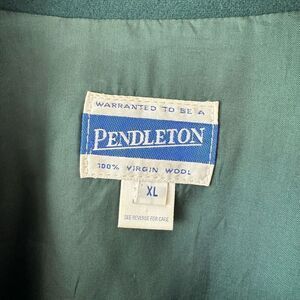 WARRANTED TO BE A
PENDLETON
100% VIRGIN WOOL
XL
SEE REVERSE FOR CARE